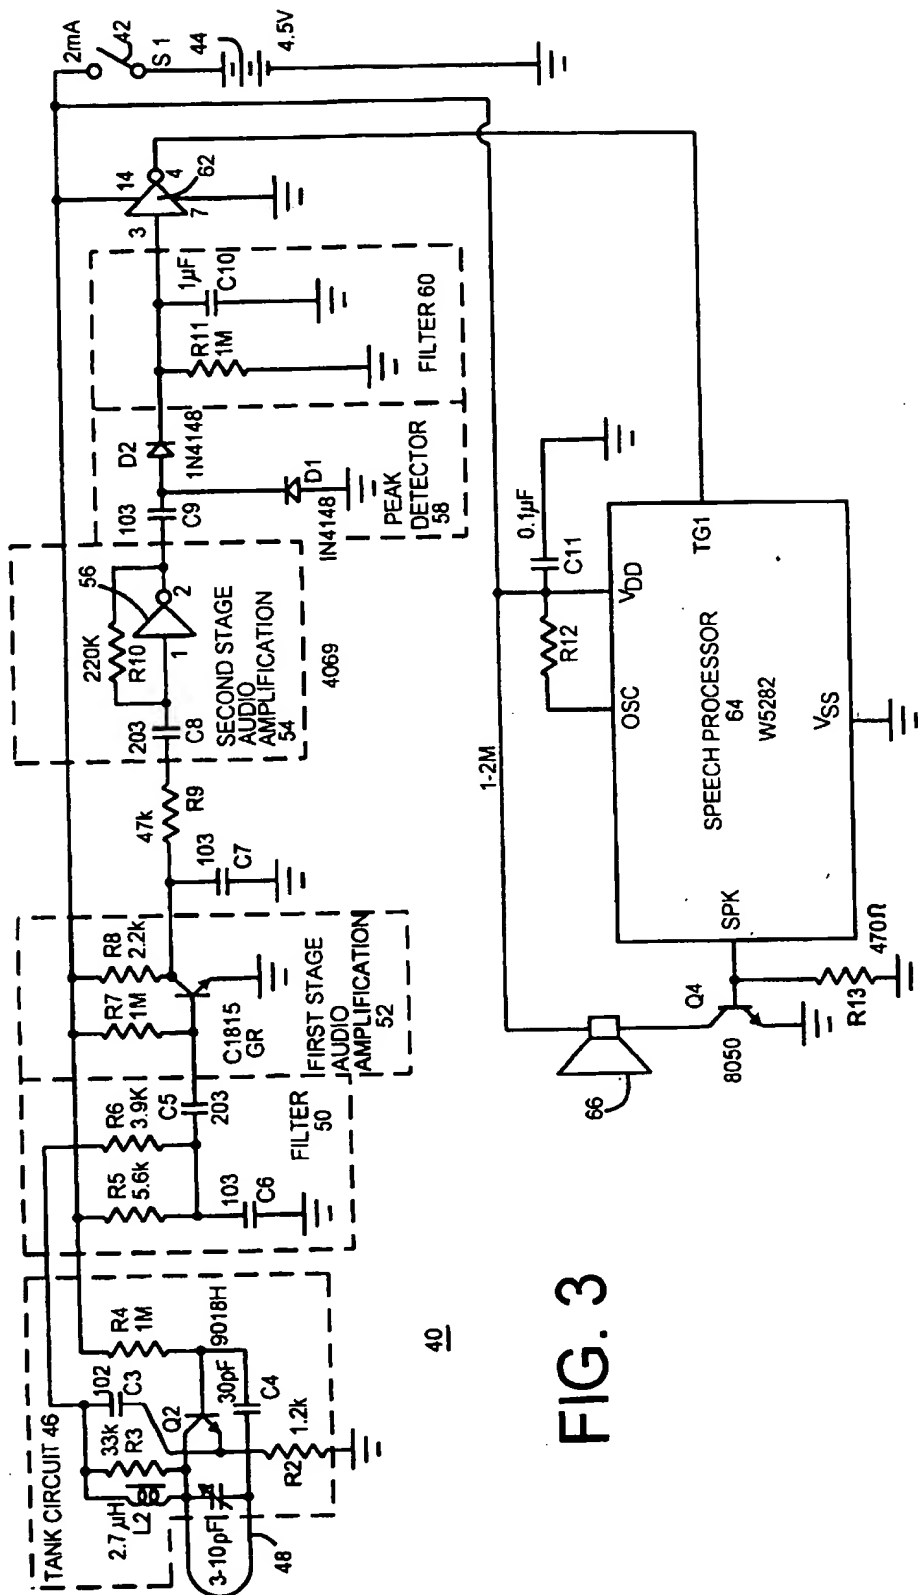 TANK CIRCUIT 46
2.7 µH
L2
33k
R3
102
C3
R4
1M
Q2
9018H
30pF
C4
3-10pF
48
R2
1.2k
R5
5.6k
R6
3.9K
C5
203
103
C6
FILTER
50
R7
1M
R8
2.2k
C1815
GR
FIRST STAGE
AUDIO
AMPLIFICATION
52
103
C7
47k
R9
203
C8
220K
R10
56
1
2
SECOND STAGE
AUDIO
AMPLIFICATION
54
4069
103
C9
D2
1N4148
D1
IN4148
PEAK
DETECTOR
58
R11
1M
1µF
C10
FILTER 60
3
14
4
7
62
2mA
42
S 1
44
4.5V
1-2M
R12
0.1µF
C11
OSC
VDD
TG1
SPEECH PROCESSOR
64
W5282
SPK
VSS
66
Q4
8050
R13
470Ω
40
FIG. 3